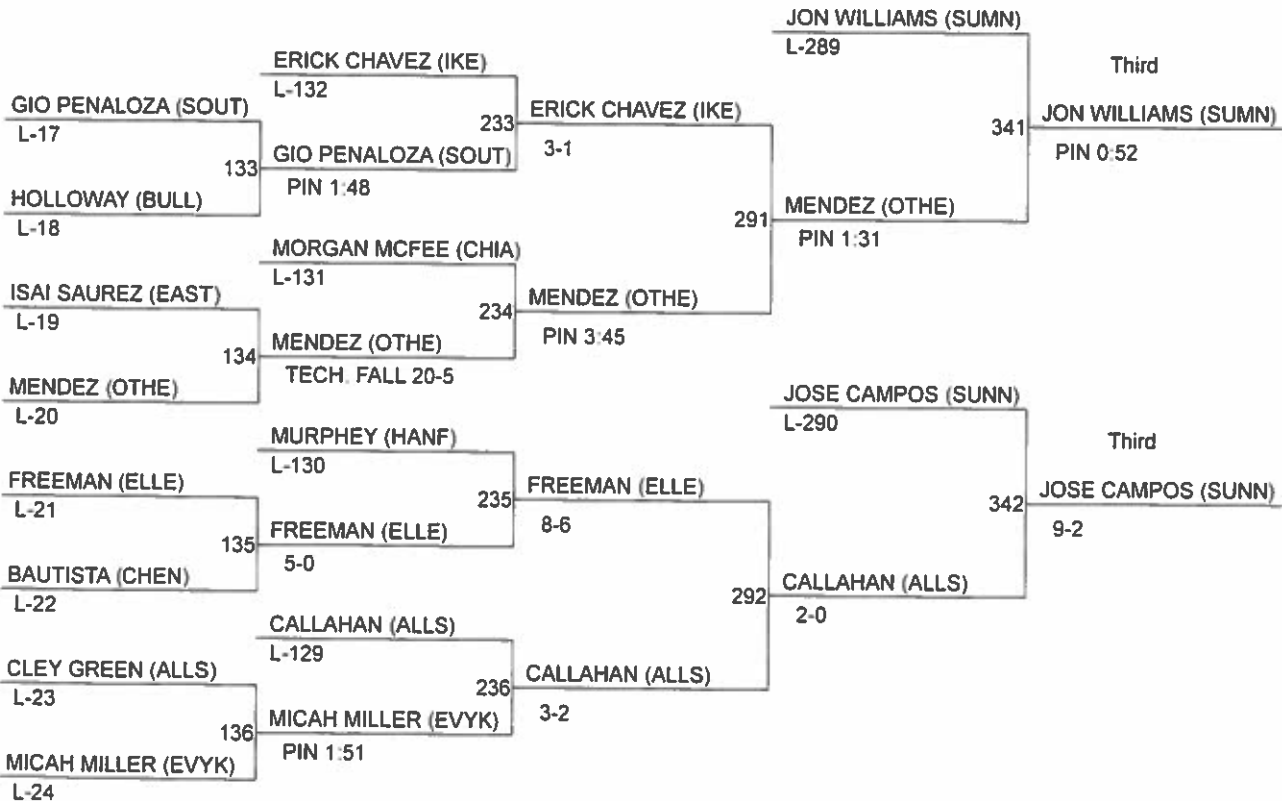 JON WILLIAMS (SUMN)
L-289
Third
ERICK CHAVEZ (IKE)
L-132
GIO PENALOZA (SOUT)
L-17
233
ERICK CHAVEZ (IKE)
3-1
341
JON WILLIAMS (SUMN)
PIN 0:52
133
GIO PENALOZA (SOUT)
PIN 1:48
HOLLOWAY (BULL)
L-18
291
MENDEZ (OTHE)
PIN 1:31
MORGAN MCFEE (CHIA)
L-131
ISAI SAUREZ (EAST)
L-19
234
MENDEZ (OTHE)
PIN 3:45
134
MENDEZ (OTHE)
TECH. FALL 20-5
MENDEZ (OTHE)
L-20
JOSE CAMPOS (SUNN)
L-290
Third
MURPHEY (HANF)
L-130
FREEMAN (ELLE)
L-21
235
FREEMAN (ELLE)
8-6
342
JOSE CAMPOS (SUNN)
9-2
135
FREEMAN (ELLE)
5-0
BAUTISTA (CHEN)
L-22
292
CALLAHAN (ALLS)
2-0
CALLAHAN (ALLS)
L-129
CLEY GREEN (ALLS)
L-23
236
CALLAHAN (ALLS)
3-2
136
MICAH MILLER (EVYK)
PIN 1:51
MICAH MILLER (EVYK)
L-24